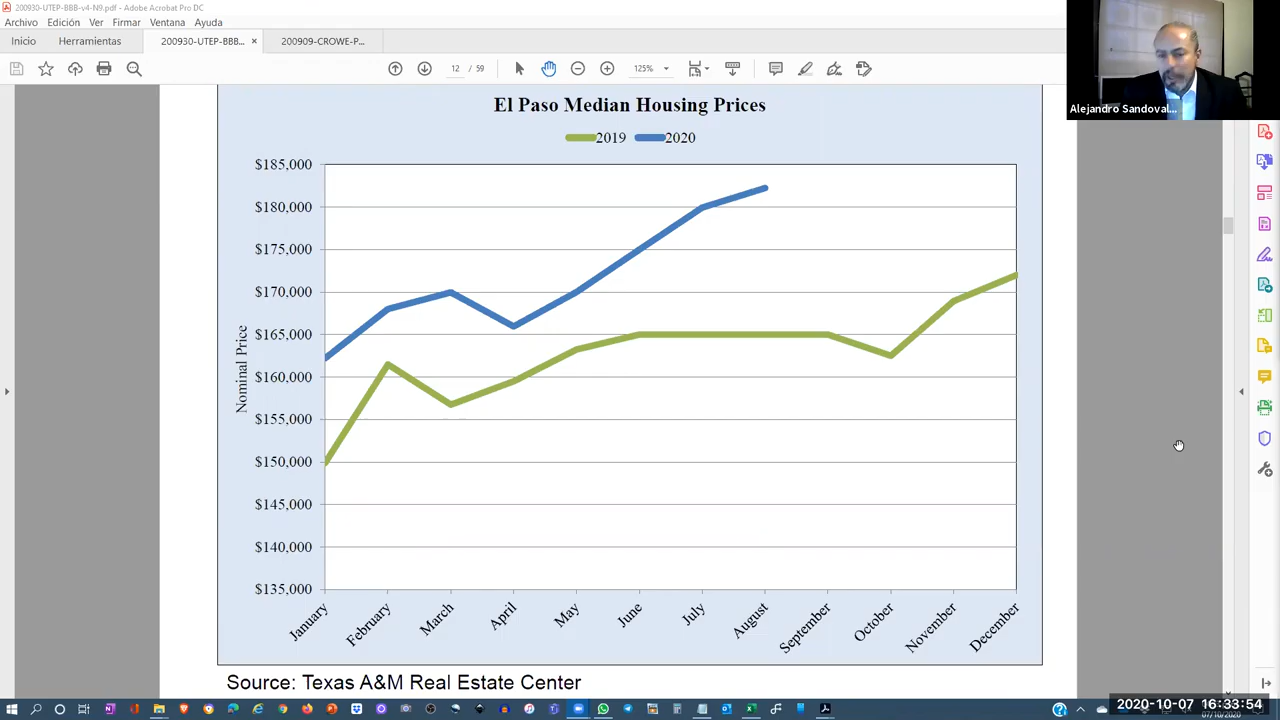 200930-UTEP-BBB-v4-N9.pdf - Adobe Acrobat Pro DC
Archivo Edición Ver Firmar Ventana Ayuda
Inicio Herramientas 200930-UTEP-BBB... × 200909-CROWE-P...
12 / 59 125%
Alejandro Sandoval...
El Paso Median Housing Prices
2019 2020
$185,000
$180,000
$175,000
$170,000
$165,000
$160,000
$155,000
$150,000
$145,000
$140,000
$135,000
Nominal Price
January February March April May June July August September October November December
Source: Texas A&M Real Estate Center
2020-10-07 16:33:54
07/10/2020